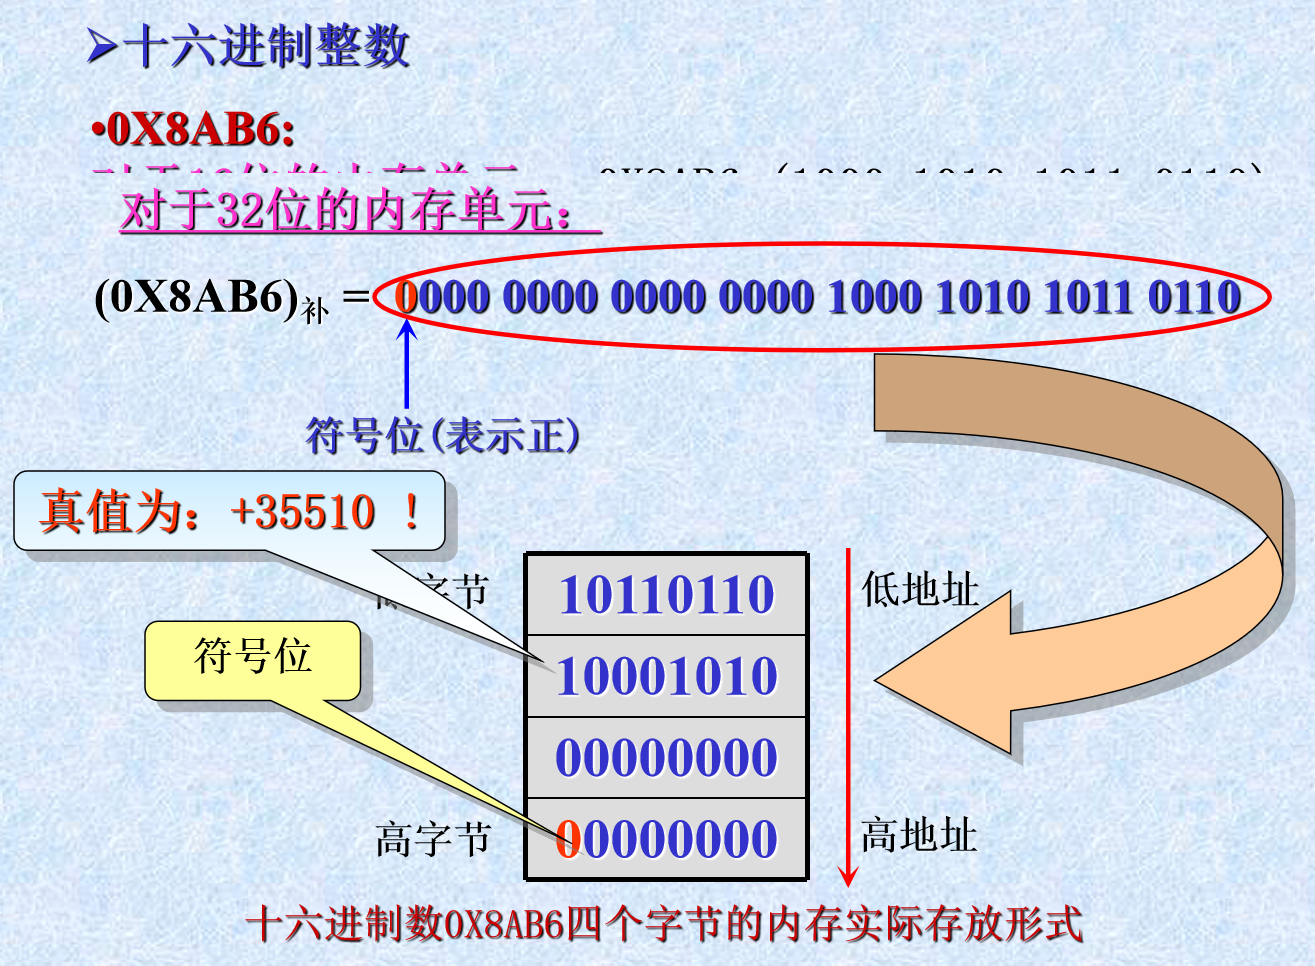 ➢十六进制整数
•0X8AB6:
对于32位的内存单元：
(0X8AB6)补 = 0000 0000 0000 0000 1000 1010 1011 0110
符号位(表示正)
真值为：+35510 ！
字节
10110110
低地址
符号位
10001010
00000000
高字节
00000000
高地址
十六进制数0X8AB6四个字节的内存实际存放形式